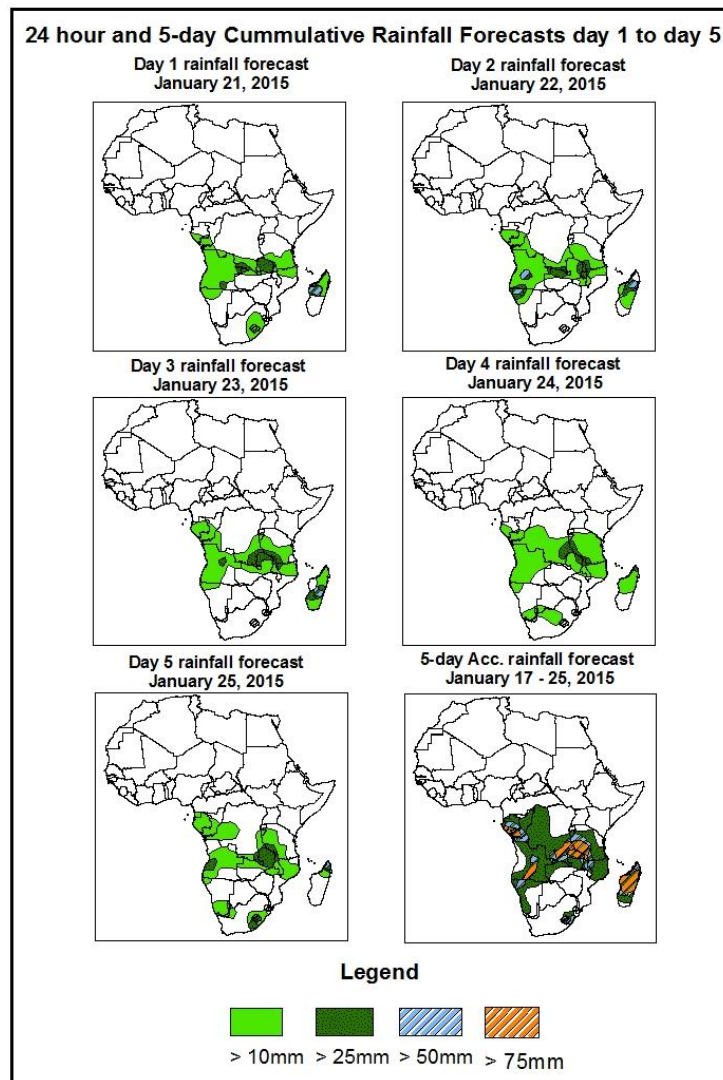 24 hour and 5-day Cummulative Rainfall Forecasts day 1 to day 5
Day 1 rainfall forecast
January 21, 2015
Day 2 rainfall forecast
January 22, 2015
Day 3 rainfall forecast
January 23, 2015
Day 4 rainfall forecast
January 24, 2015
Day 5 rainfall forecast
January 25, 2015
5-day Acc. rainfall forecast
January 17 - 25, 2015
Legend
> 10mm > 25mm > 50mm > 75mm